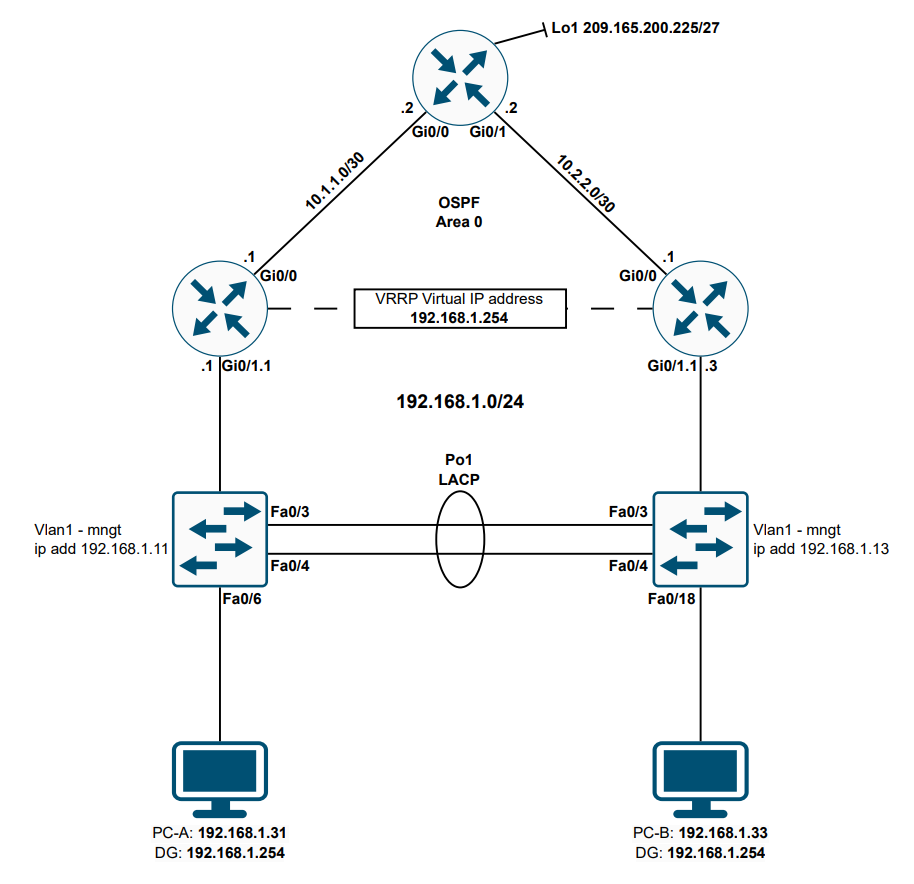 Lo1 209.165.200.225/27
.2
.2
Gi0/0
Gi0/1
10.1.1.0/30
10.2.2.0/30
OSPF
Area 0
.1
Gi0/0
.1
Gi0/0
VRRP Virtual IP address
192.168.1.254
.1
Gi0/1.1
Gi0/1.1
.3
192.168.1.0/24
Po1
LACP
Fa0/3
Fa0/3
Vlan1 - mngt
ip add 192.168.1.11
Vlan1 - mngt
ip add 192.168.1.13
Fa0/4
Fa0/4
Fa0/6
Fa0/18
PC-A: 192.168.1.31
DG: 192.168.1.254
PC-B: 192.168.1.33
DG: 192.168.1.254